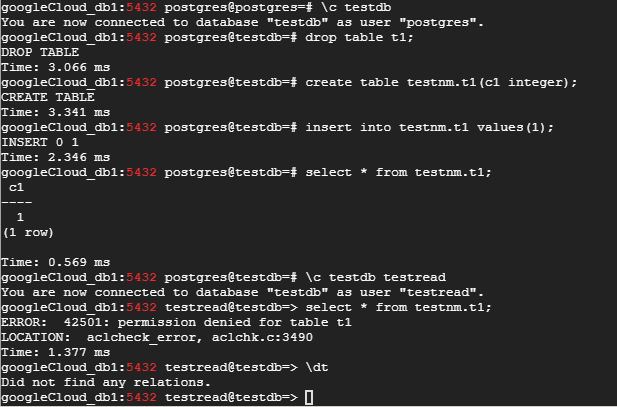 googleCloud_db1:5432 postgres@postgres=# \c testdb
You are now connected to database "testdb" as user "postgres".
googleCloud_db1:5432 postgres@testdb=# drop table t1;
DROP TABLE
Time: 3.066 ms
googleCloud_db1:5432 postgres@testdb=# create table testnm.t1(c1 integer);
CREATE TABLE
Time: 3.341 ms
googleCloud_db1:5432 postgres@testdb=# insert into testnm.t1 values(1);
INSERT 0 1
Time: 2.346 ms
googleCloud_db1:5432 postgres@testdb=# select * from testnm.t1;
 c1
----
  1
(1 row)

Time: 0.569 ms
googleCloud_db1:5432 postgres@testdb=# \c testdb testread
You are now connected to database "testdb" as user "testread".
googleCloud_db1:5432 testread@testdb=> select * from testnm.t1;
ERROR:  42501: permission denied for table t1
LOCATION:  aclcheck_error, aclchk.c:3490
Time: 1.377 ms
googleCloud_db1:5432 testread@testdb=> \dt
Did not find any relations.
googleCloud_db1:5432 testread@testdb=>